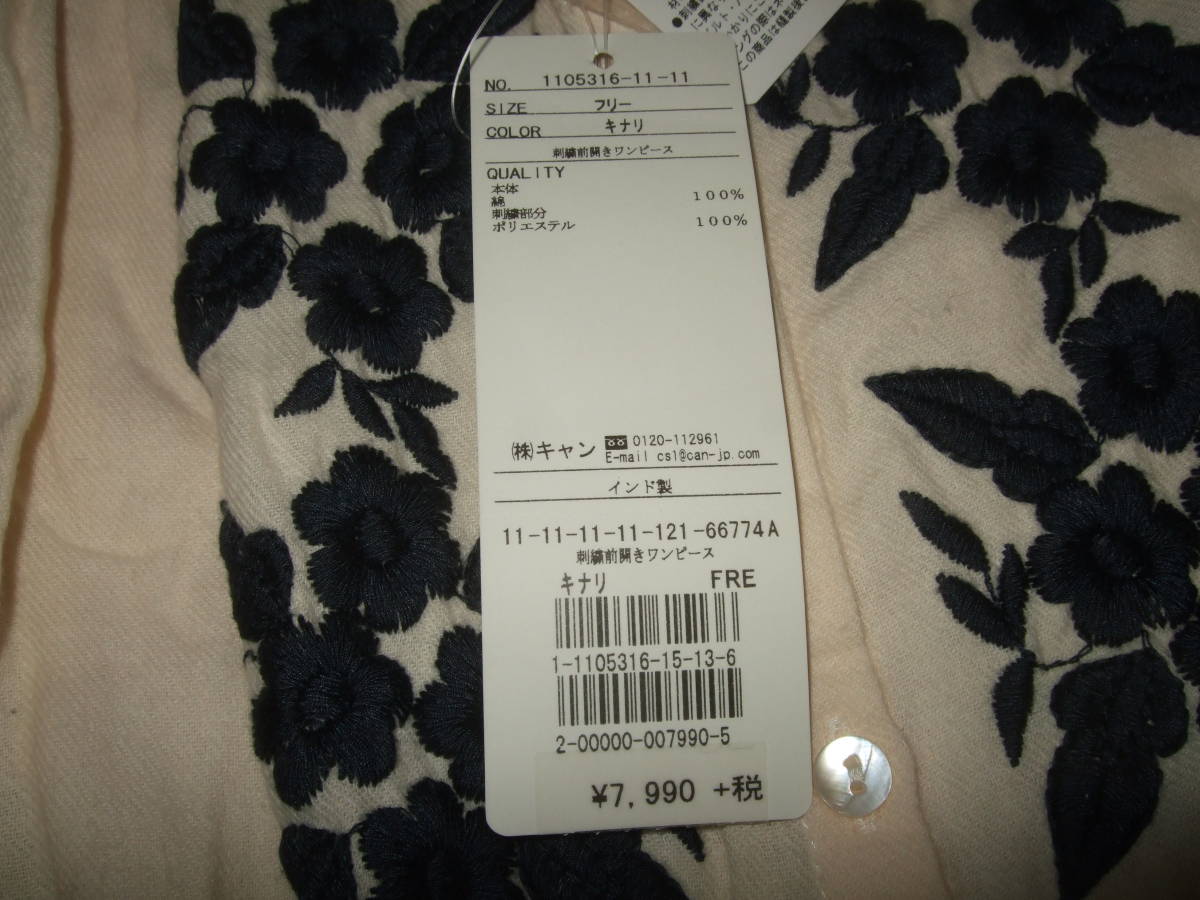 NO. 1105316-11-11
SIZE フリー
COLOR キナリ
刺繍前開きワンピース
QUALITY
本体
綿 100%
刺繍部分
ポリエステル 100%
㈱キャン 0120-112961
E-mail cs1@can-jp.com
インド製
11-11-11-11-121-66774A
刺繍前開きワンピース
キナリ FRE
1-1105316-15-13-6
2-00000-007990-5
¥7,990 +税